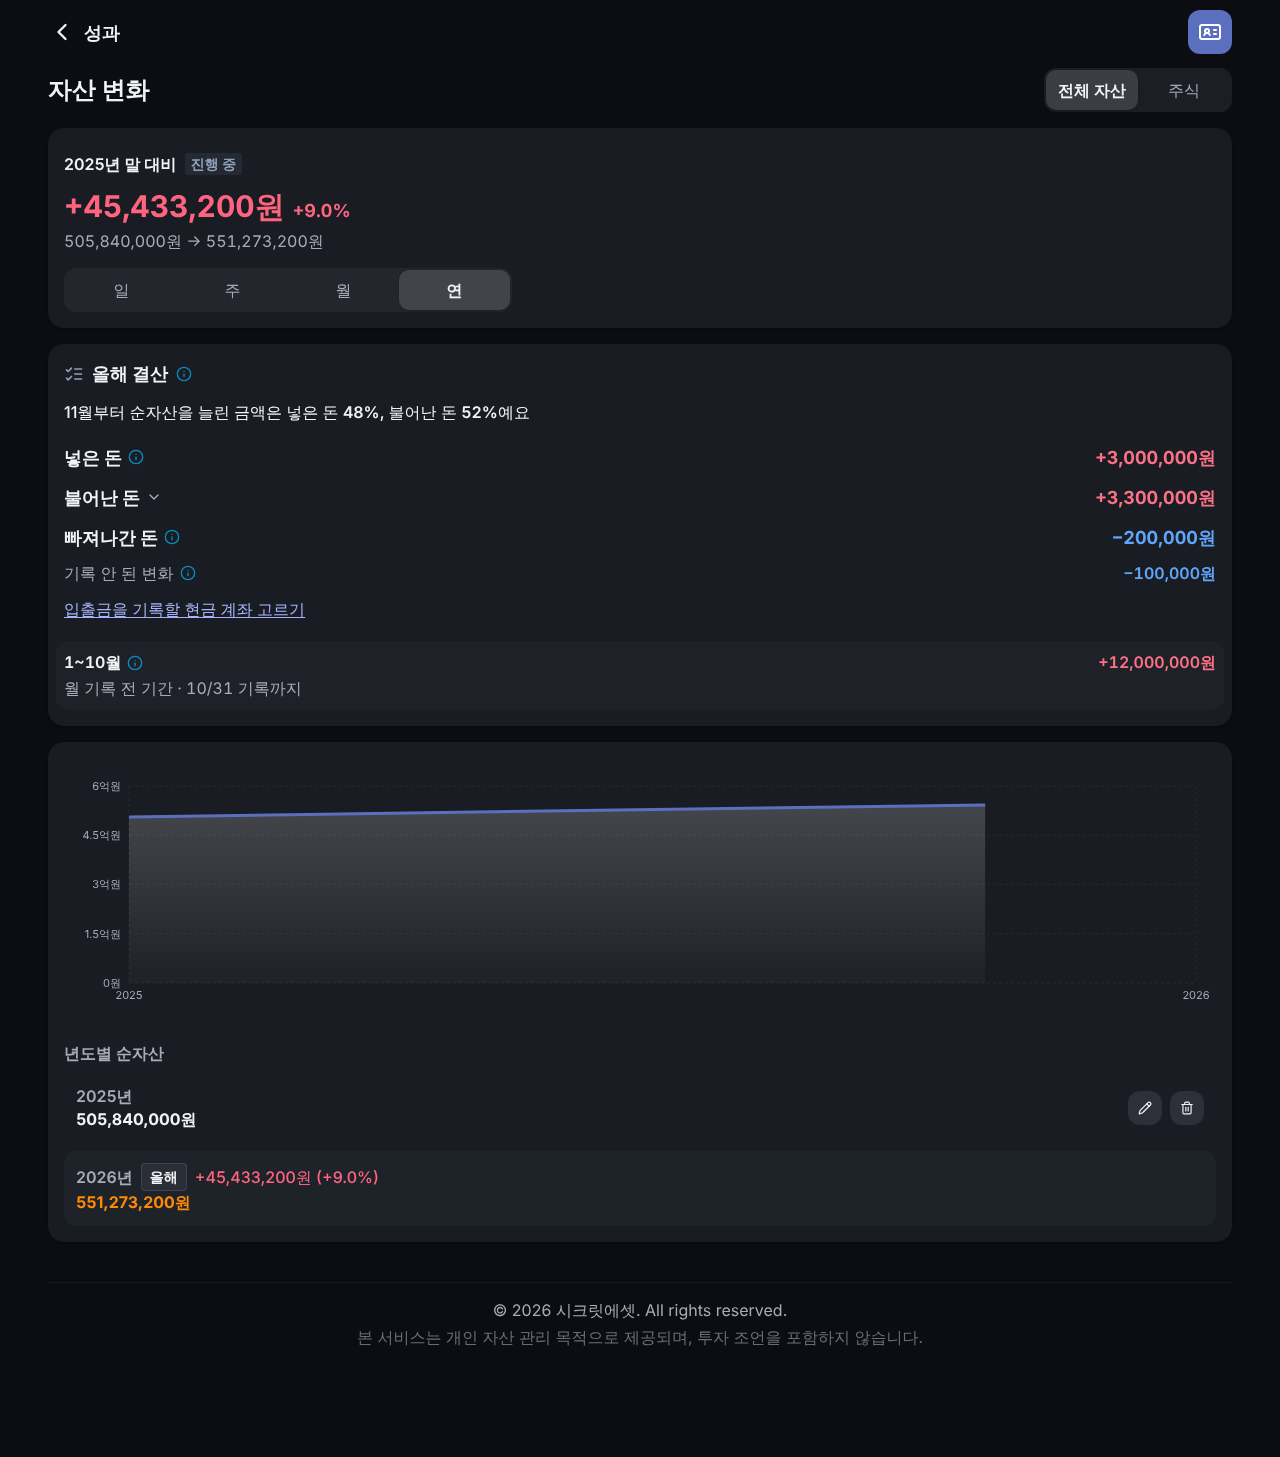 성과
자산 변화
전체 자산
주식
2025년 말 대비 진행 중
+45,433,200원 +9.0%
505,840,000원 → 551,273,200원
일 주 월 연
올해 결산
11월부터 순자산을 늘린 금액은 넣은 돈 48%, 불어난 돈 52%예요
넣은 돈 +3,000,000원
불어난 돈 +3,300,000원
빠져나간 돈 −200,000원
기록 안 된 변화 −100,000원
입출금을 기록할 현금 계좌 고르기
1~10월 +12,000,000원
월 기록 전 기간 · 10/31 기록까지
6억원
4.5억원
3억원
1.5억원
0원
2025 2026
년도별 순자산
2025년
505,840,000원
2026년 올해 +45,433,200원 (+9.0%)
551,273,200원
© 2026 시크릿에셋. All rights reserved.
본 서비스는 개인 자산 관리 목적으로 제공되며, 투자 조언을 포함하지 않습니다.